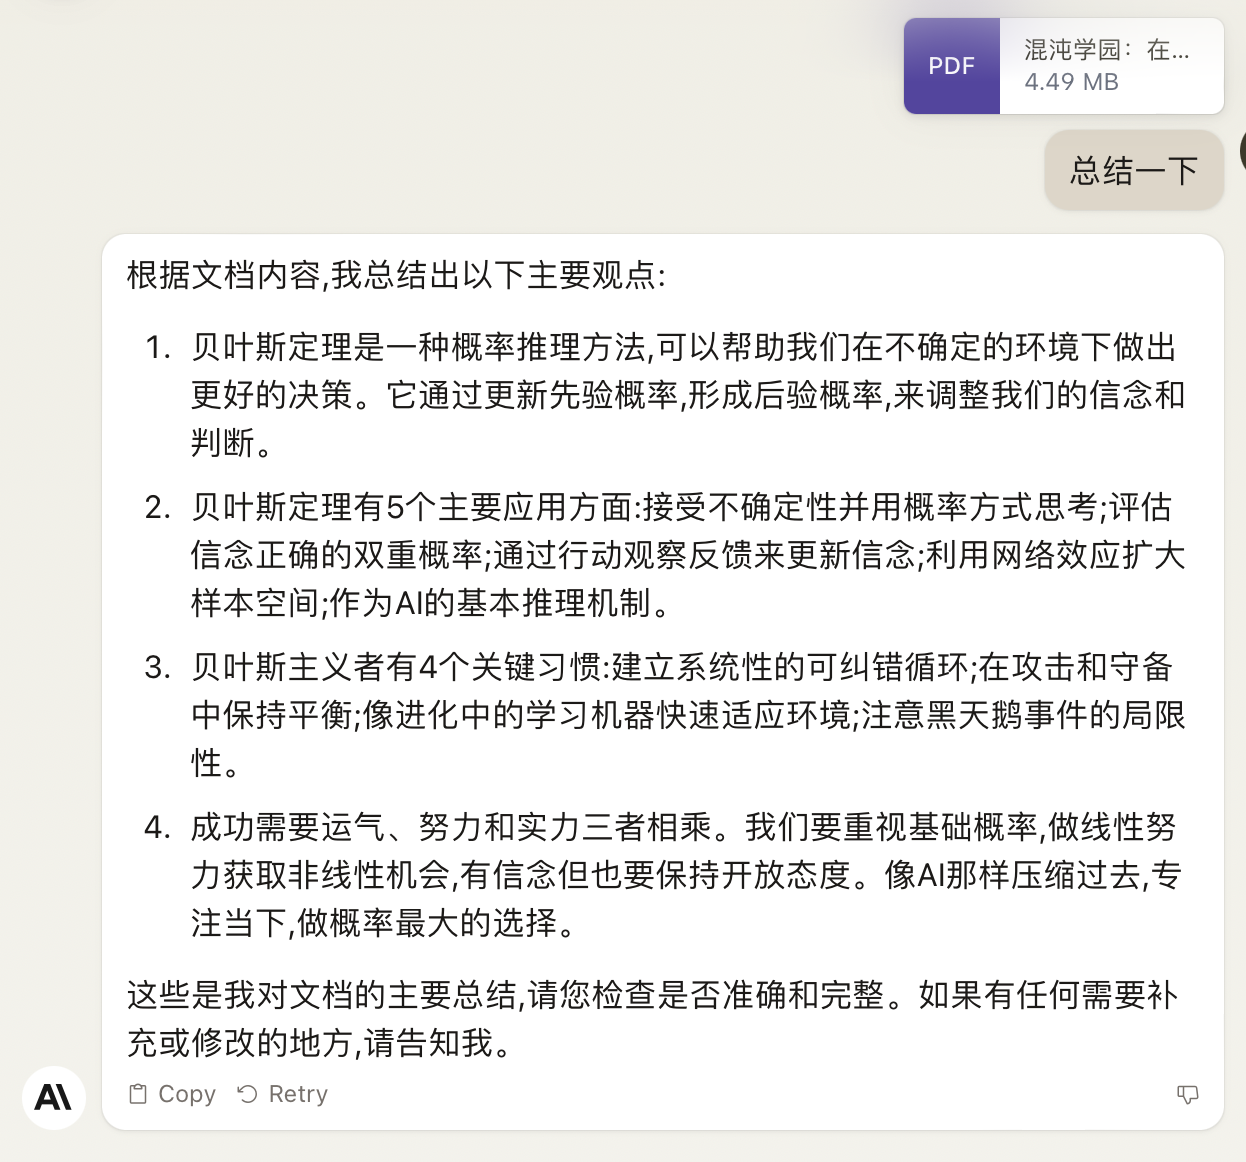 PDF
混沌学园：在...
4.49 MB
总结一下
根据文档内容,我总结出以下主要观点:
1. 贝叶斯定理是一种概率推理方法,可以帮助我们在不确定的环境下做出
更好的决策。它通过更新先验概率,形成后验概率,来调整我们的信念和
判断。
2. 贝叶斯定理有5个主要应用方面:接受不确定性并用概率方式思考;评估
信念正确的双重概率;通过行动观察反馈来更新信念;利用网络效应扩大
样本空间;作为AI的基本推理机制。
3. 贝叶斯主义者有4个关键习惯:建立系统性的可纠错循环;在攻击和守备
中保持平衡;像进化中的学习机器快速适应环境;注意黑天鹅事件的局限
性。
4. 成功需要运气、努力和实力三者相乘。我们要重视基础概率,做线性努
力获取非线性机会,有信念但也要保持开放态度。像AI那样压缩过去,专
注当下,做概率最大的选择。
这些是我对文档的主要总结,请您检查是否准确和完整。如果有任何需要补
充或修改的地方,请告知我。
Copy Retry
A\